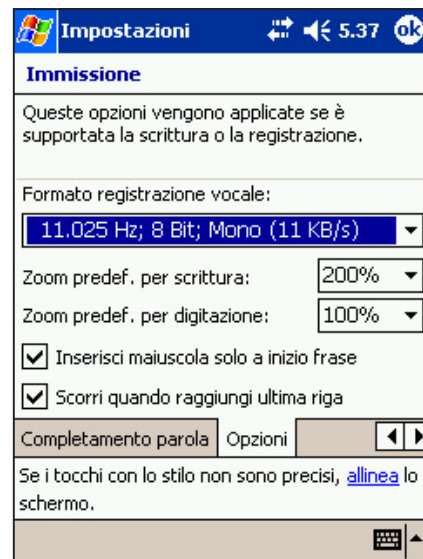 Impostazioni 5.37 ok
Immissione
Queste opzioni vengono applicate se è
supportata la scrittura o la registrazione.
Formato registrazione vocale:
11.025 Hz; 8 Bit; Mono (11 KB/s)
Zoom predef. per scrittura: 200%
Zoom predef. per digitazione: 100%
Inserisci maiuscola solo a inizio frase
Scorri quando raggiungi ultima riga
Completamento parola Opzioni
Se i tocchi con lo stilo non sono precisi, allinea lo
schermo.